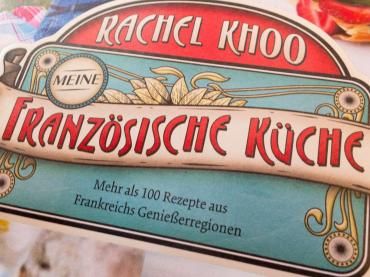 RACHEL KHOO
MEINE
FRANZÖSISCHE KÜCHE
Mehr als 100 Rezepte aus
Frankreichs Genießerregionen